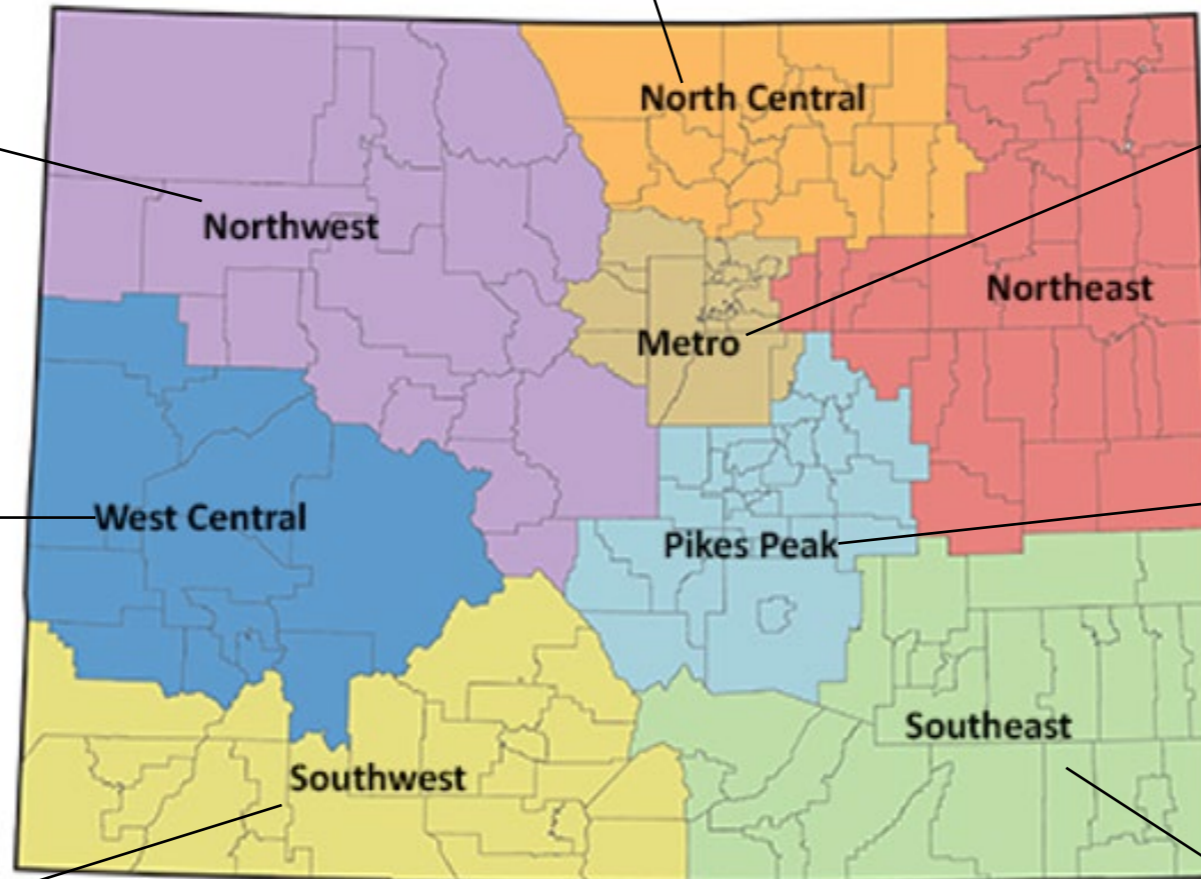 North Central
Northwest
Northeast
Metro
West Central
Pikes Peak
Southeast
Southwest